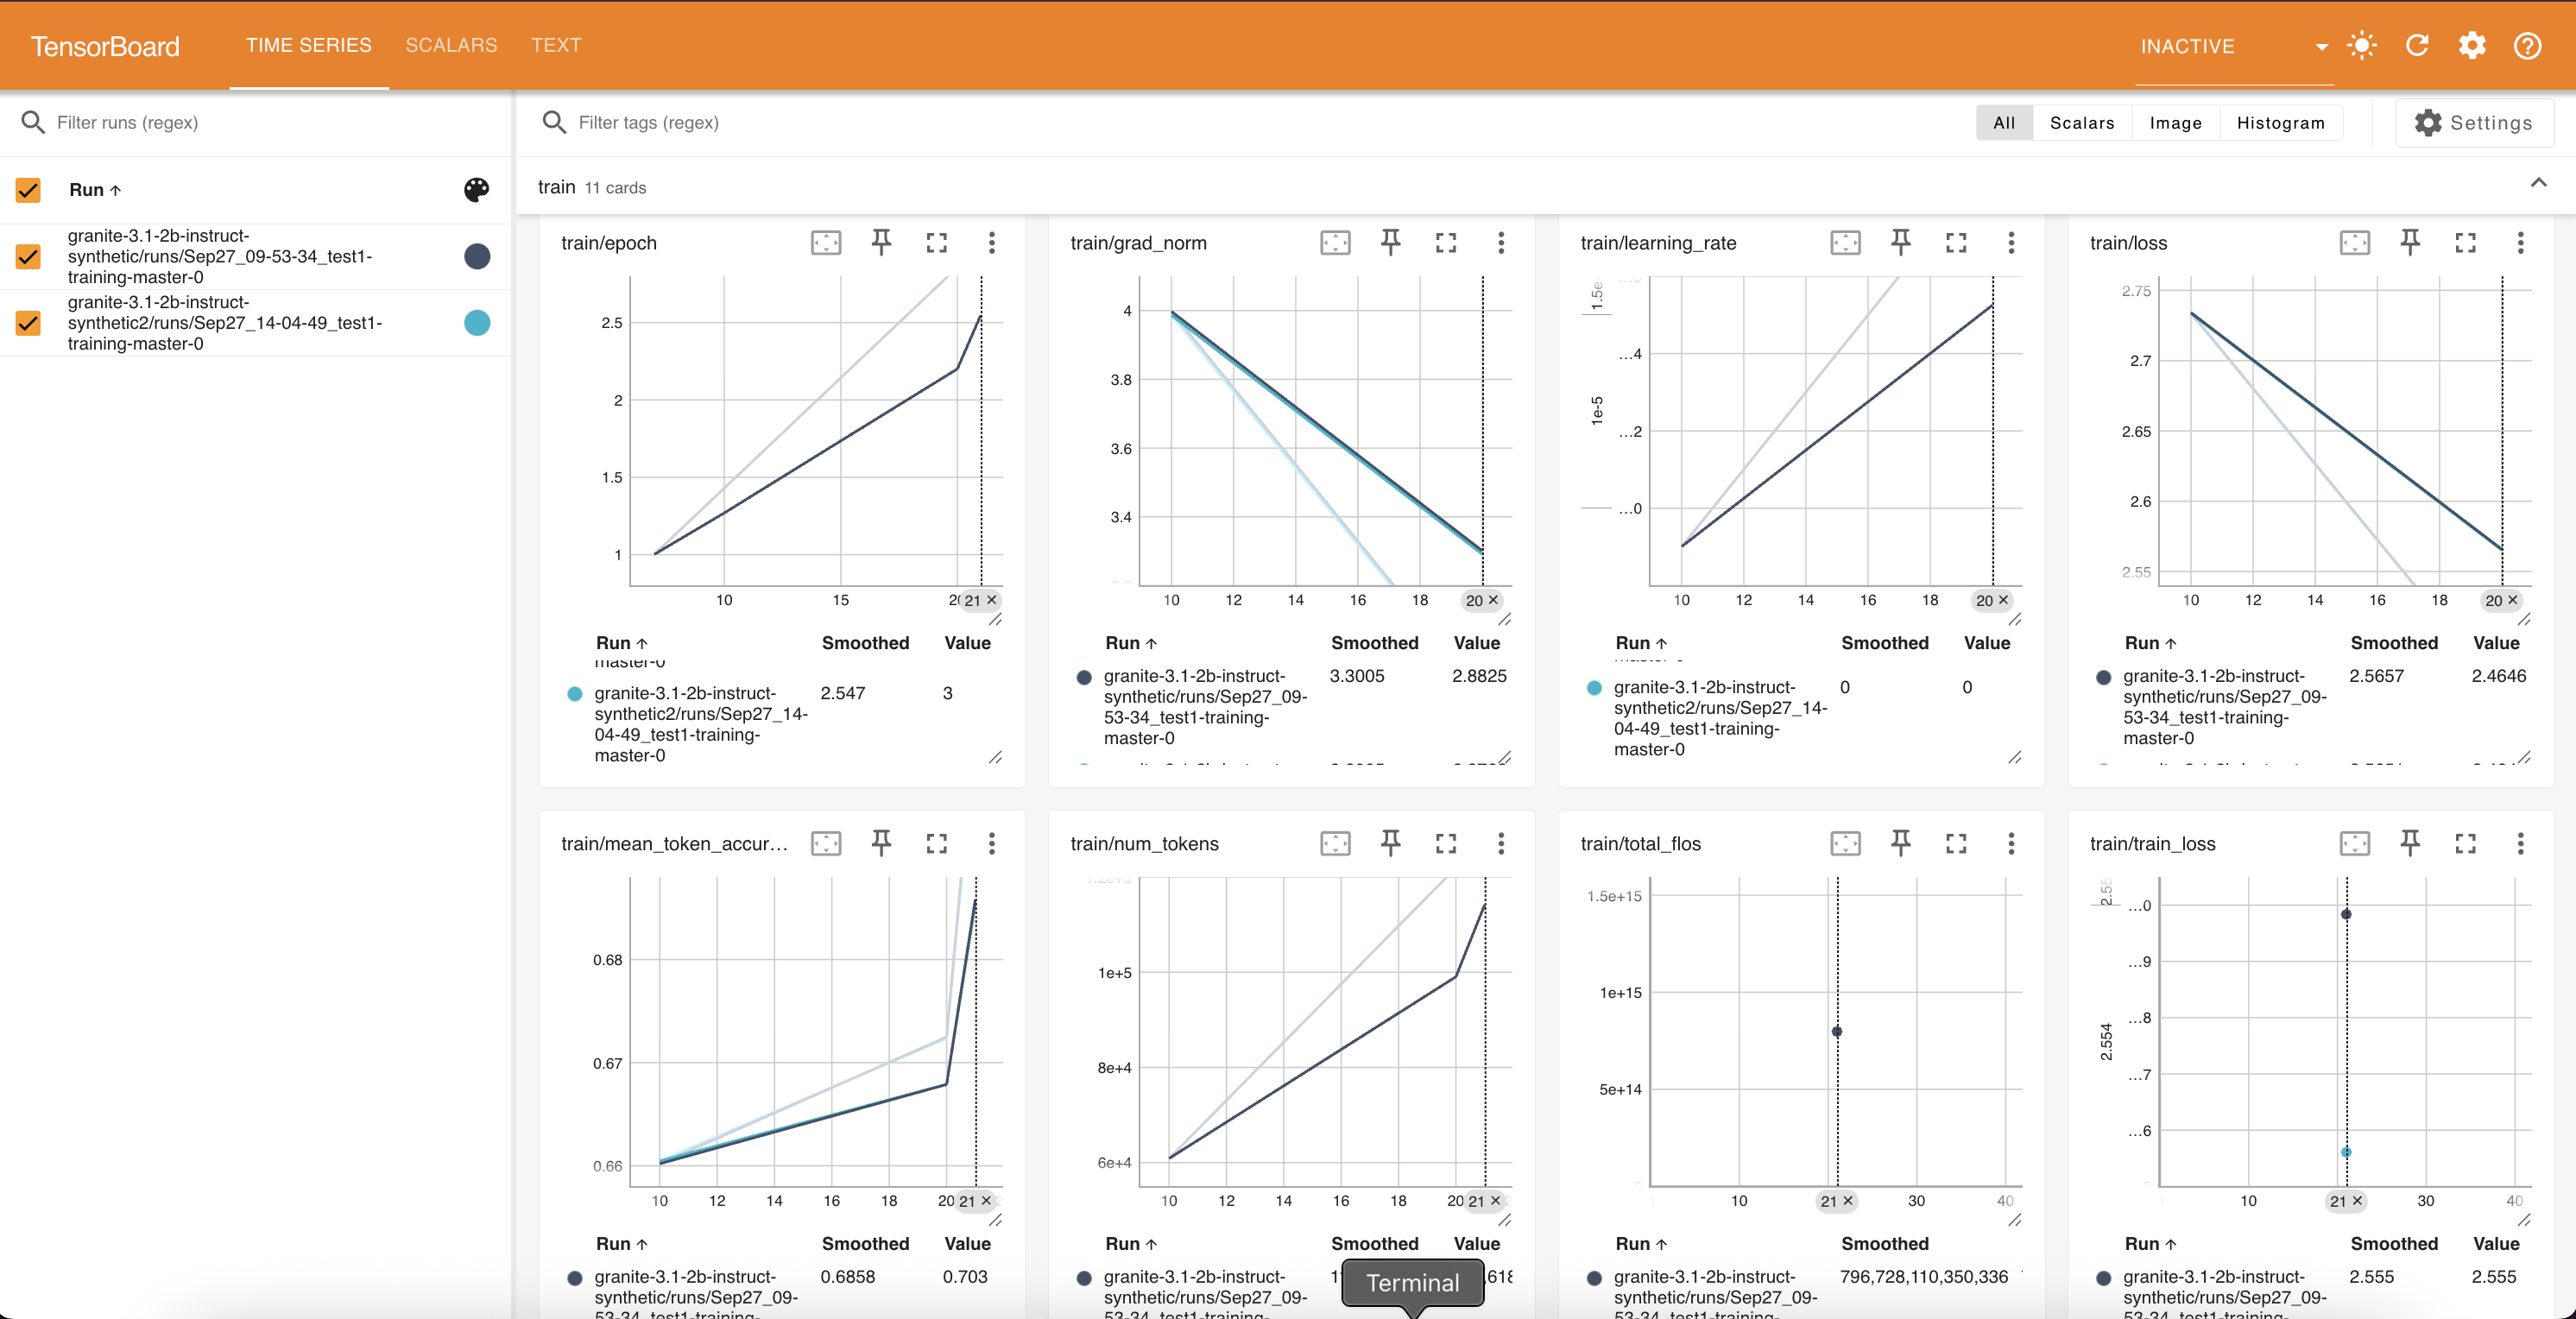 TensorBoard TIME SERIES SCALARS TEXT INACTIVE
Filter runs (regex)
Filter tags (regex) All Scalars Image Histogram Settings
Run ↑
granite-3.1-2b-instruct-
synthetic/runs/Sep27_09-53-34_test1-
training-master-0
granite-3.1-2b-instruct-
synthetic2/runs/Sep27_14-04-49_test1-
training-master-0
train 11 cards
train/epoch
2.5
2
1.5
1
10 15 21 ×
Run ↑ Smoothed Value
master-0
granite-3.1-2b-instruct- 2.547 3
synthetic2/runs/Sep27_14-
04-49_test1-training-
master-0
train/grad_norm
4
3.8
3.6
3.4
10 12 14 16 18 20 ×
Run ↑ Smoothed Value
granite-3.1-2b-instruct- 3.3005 2.8825
synthetic/runs/Sep27_09-
53-34_test1-training-
master-0
train/learning_rate
1.5e
1e-5
...4
...2
...0
10 12 14 16 18 20 ×
Run ↑ Smoothed Value
granite-3.1-2b-instruct- 0 0
synthetic2/runs/Sep27_14-
04-49_test1-training-
master-0
train/loss
2.75
2.7
2.65
2.6
2.55
10 12 14 16 18 20 ×
Run ↑ Smoothed Value
granite-3.1-2b-instruct- 2.5657 2.4646
synthetic/runs/Sep27_09-
53-34_test1-training-
master-0
train/mean_token_accur...
0.68
0.67
0.66
10 12 14 16 18 20 21 ×
Run ↑ Smoothed Value
granite-3.1-2b-instruct- 0.6858 0.703
synthetic/runs/Sep27_09-
53-34_test1-training-
train/num_tokens
1e+5
8e+4
6e+4
10 12 14 16 18 20 21 ×
Run ↑ Smoothed Value
granite-3.1-2b-instruct-
synthetic/runs/Sep27_09-
53-34_test1-training-
Terminal
train/total_flos
1.5e+15
1e+15
5e+14
10 21 × 30 40
Run ↑ Smoothed
granite-3.1-2b-instruct- 796,728,110,350,336
synthetic/runs/Sep27_09-
53-34_test1-training-
train/train_loss
2.55
2.554
...0
...9
...8
...7
...6
10 21 × 30 40
Run ↑ Smoothed Value
granite-3.1-2b-instruct- 2.555 2.555
synthetic/runs/Sep27_09-
53-34_test1-training-